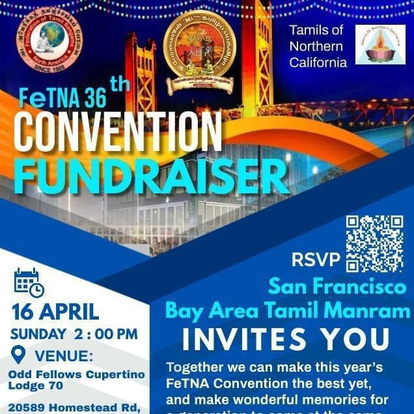 Tamils of
Northern
California
FeTNA 36th
CONVENTION
FUNDRAISER
RSVP
San Francisco
Bay Area Tamil Manram
INVITES YOU
16 APRIL
SUNDAY 2 : 00 PM
VENUE:
Odd Fellows Cupertino
Lodge 70
20589 Homestead Rd,
Together we can make this year's
FeTNA Convention the best yet,
and make wonderful memories for